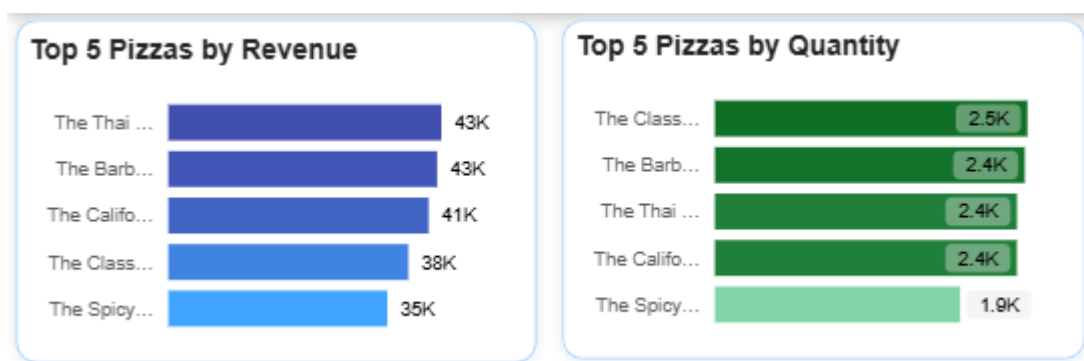 Top 5 Pizzas by Revenue
The Thai ... 43K
The Barb... 43K
The Califo... 41K
The Class... 38K
The Spicy... 35K
Top 5 Pizzas by Quantity
The Class... 2.5K
The Barb... 2.4K
The Thai ... 2.4K
The Califo... 2.4K
The Spicy... 1.9K